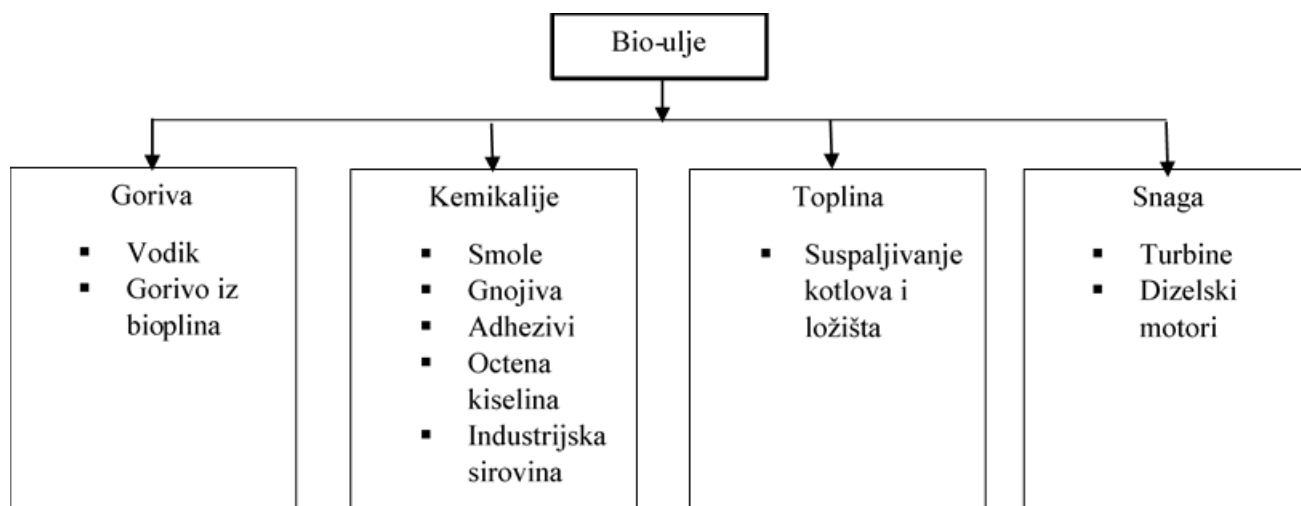 Bio-ulje
Goriva
▪ Vodik
▪ Gorivo iz
bioplina
Kemikalije
▪ Smole
▪ Gnojiva
▪ Adhezivi
▪ Octena
kiselina
▪ Industrijska
sirovina
Toplina
▪ Suspaljivanje
kotlova i
ložišta
Snaga
▪ Turbine
▪ Dizelski
motori